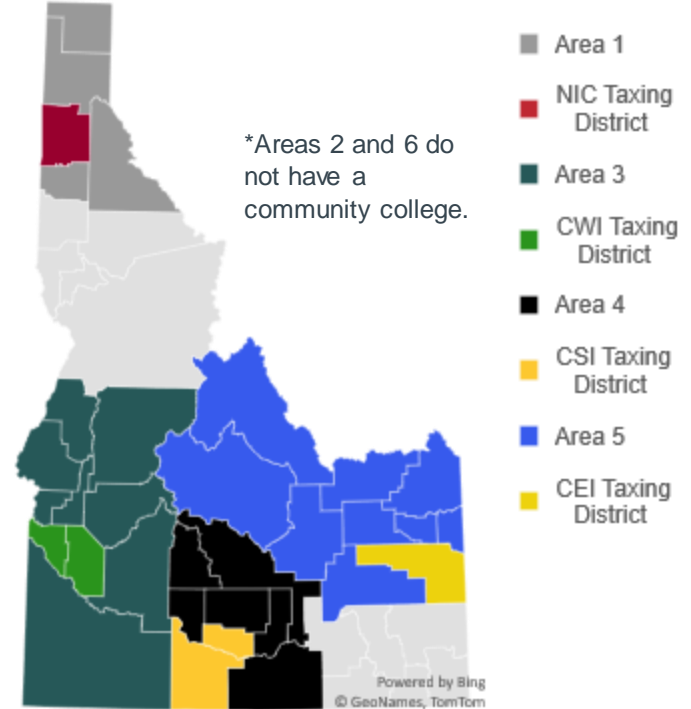 *Areas 2 and 6 do
not have a
community college.
Area 1
NIC Taxing
District
Area 3
CWI Taxing
District
Area 4
CSI Taxing
District
Area 5
CEI Taxing
District
Powered by Bing
© GeoNames, TomTom